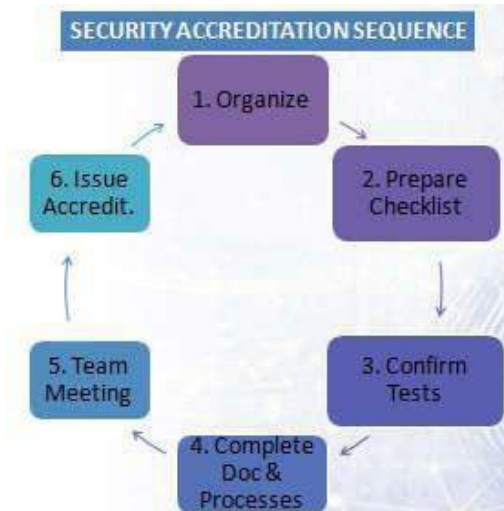 SECURITY ACCREDITATION SEQUENCE
1. Organize
2. Prepare
Checklist
3. Confirm
Tests
4. Complete
Doc &
Processes
5. Team
Meeting
6. Issue
Accredit.